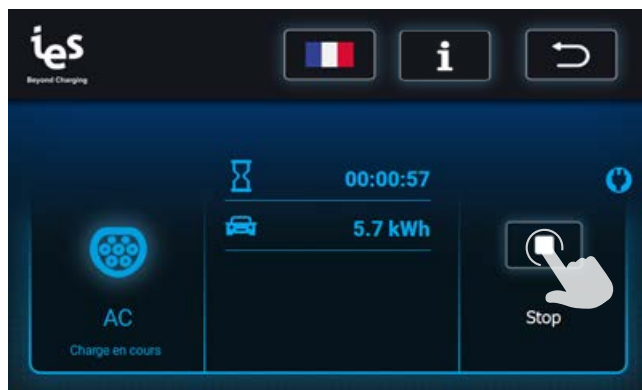 ies
Beyond Charging
i
00:00:57
5.7 kWh
AC
Charge en cours
Stop